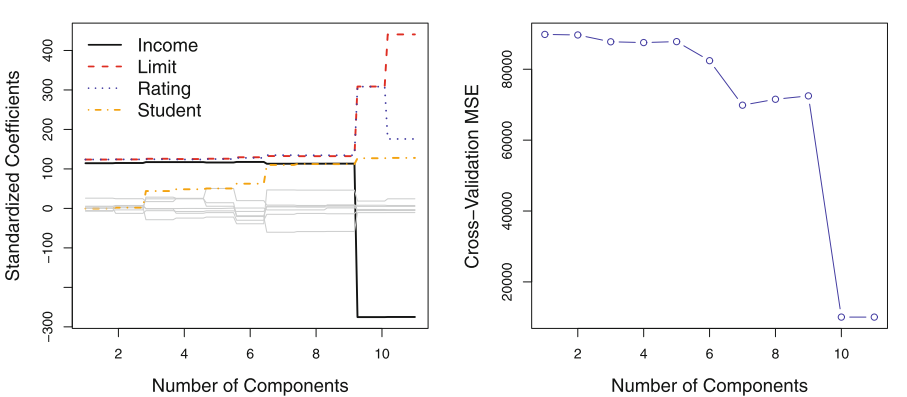 Income
Limit
Rating
Student
Standardized Coefficients
400
300
200
100
0
−100
−300
2 4 6 8 10
Number of Components
Cross−Validation MSE
80000
60000
40000
20000
2 4 6 8 10
Number of Components